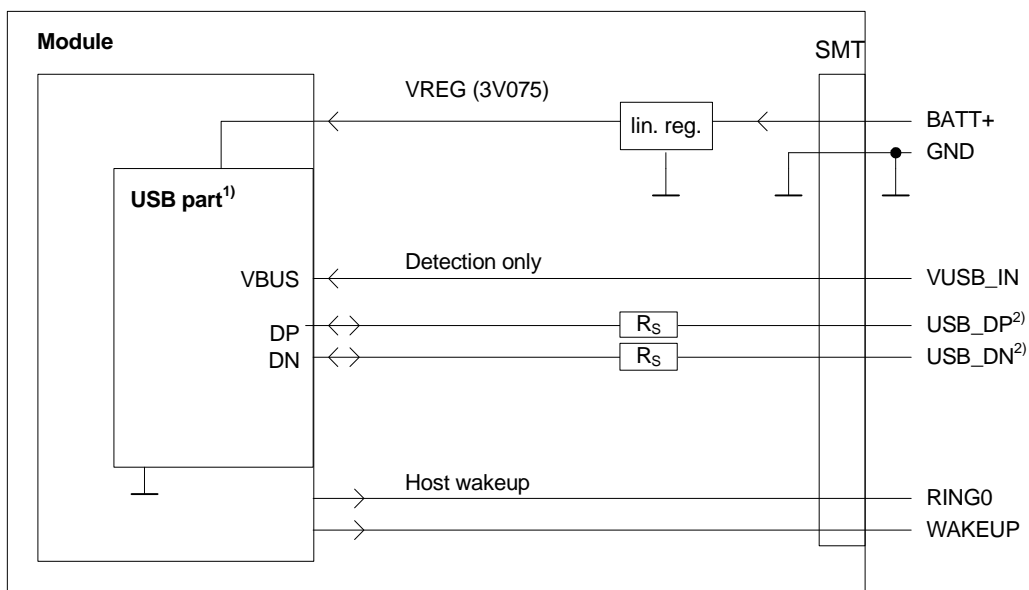 Module
SMT
VREG (3V075)
lin. reg.
BATT+
GND
USB part1)
VBUS
Detection only
VUSB_IN
DP
RS
USB_DP2)
DN
RS
USB_DN2)
Host wakeup
RING0
WAKEUP